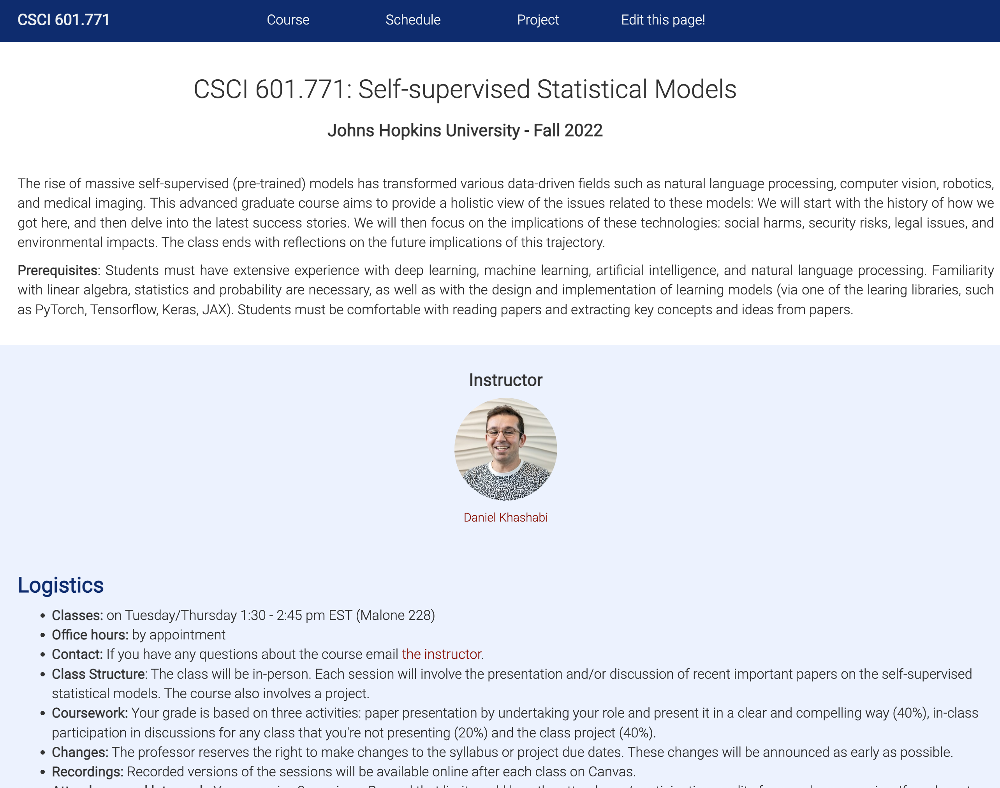 CSCI 601.771 Course Schedule Project Edit this page!
CSCI 601.771: Self-supervised Statistical Models
Johns Hopkins University - Fall 2022
The rise of massive self-supervised (pre-trained) models has transformed various data-driven fields such as natural language processing, computer vision, robotics,
and medical imaging. This advanced graduate course aims to provide a holistic view of the issues related to these models: We will start with the history of how we
got here, and then delve into the latest success stories. We will then focus on the implications of these technologies: social harms, security risks, legal issues, and
environmental impacts. The class ends with reflections on the future implications of this trajectory.
Prerequisites: Students must have extensive experience with deep learning, machine learning, artificial intelligence, and natural language processing. Familiarity
with linear algebra, statistics and probability are necessary, as well as with the design and implementation of learning models (via one of the learing libraries, such
as PyTorch, Tensorflow, Keras, JAX). Students must be comfortable with reading papers and extracting key concepts and ideas from papers.
Instructor
Daniel Khashabi
Logistics
• Classes: on Tuesday/Thursday 1:30 - 2:45 pm EST (Malone 228)
• Office hours: by appointment
• Contact: If you have any questions about the course email the instructor.
• Class Structure: The class will be in-person. Each session will involve the presentation and/or discussion of recent important papers on the self-supervised
statistical models. The course also involves a project.
• Coursework: Your grade is based on three activities: paper presentation by undertaking your role and present it in a clear and compelling way (40%), in-class
participation in discussions for any class that you're not presenting (20%) and the class project (40%).
• Changes: The professor reserves the right to make changes to the syllabus or project due dates. These changes will be announced as early as possible.
• Recordings: Recorded versions of the sessions will be available online after each class on Canvas.